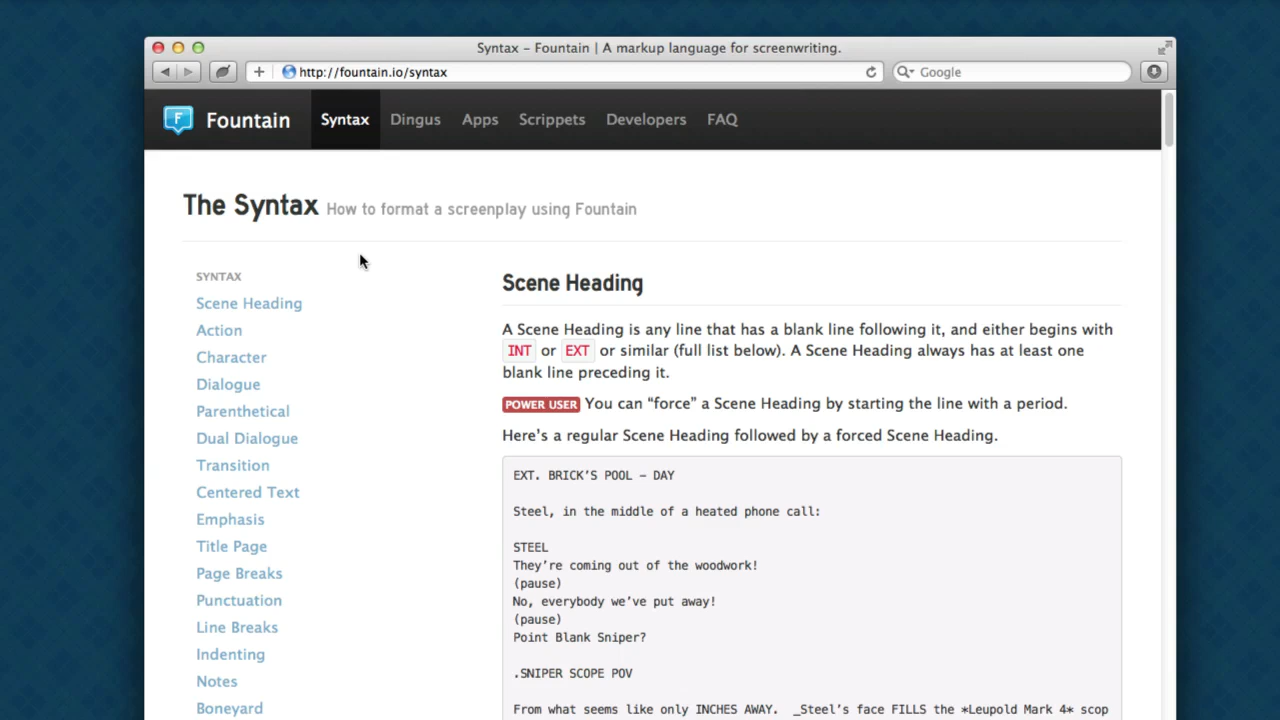 Syntax – Fountain | A markup language for screenwriting.
http://fountain.io/syntax
Google
F
Fountain
Syntax
Dingus
Apps
Scrippets
Developers
FAQ
The Syntax How to format a screenplay using Fountain
SYNTAX
Scene Heading
Action
Character
Dialogue
Parenthetical
Dual Dialogue
Transition
Centered Text
Emphasis
Title Page
Page Breaks
Punctuation
Line Breaks
Indenting
Notes
Boneyard
Scene Heading
A Scene Heading is any line that has a blank line following it, and either begins with
INT or EXT or similar (full list below). A Scene Heading always has at least one
blank line preceding it.
POWER USER You can “force” a Scene Heading by starting the line with a period.
Here's a regular Scene Heading followed by a forced Scene Heading.
EXT. BRICK’S POOL – DAY
Steel, in the middle of a heated phone call:
STEEL
They’re coming out of the woodwork!
(pause)
No, everybody we’ve put away!
(pause)
Point Blank Sniper?
.SNIPER SCOPE POV
From what seems like only INCHES AWAY.  _Steel’s face FILLS the *Leupold Mark 4* scop